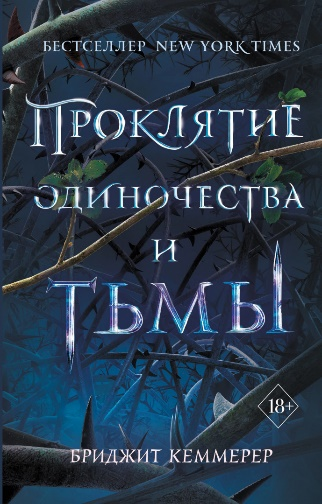 БЕСТСЕЛЛЕР NEW YORK TIMES
ПРОКЛЯТИЕ
ОДИНОЧЕСТВА
И
ТЬМЫ
18+
БРИДЖИТ КЕММЕРЕР